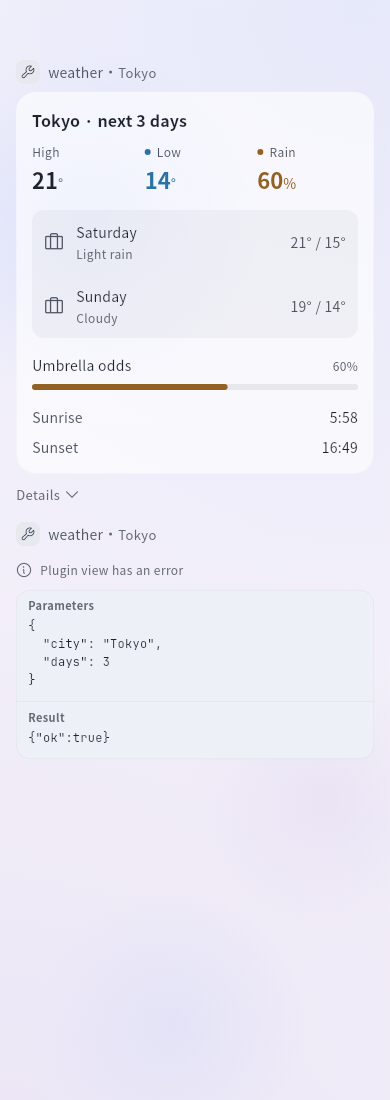 weather • Tokyo
Tokyo · next 3 days
High
Low
Rain
21°
14°
60%
Saturday
Light rain
21° / 15°
Sunday
Cloudy
19° / 14°
Umbrella odds
60%
Sunrise
5:58
Sunset
16:49
Details
weather • Tokyo
Plugin view has an error
Parameters
{
  "city": "Tokyo",
  "days": 3
}
Result
{"ok":true}